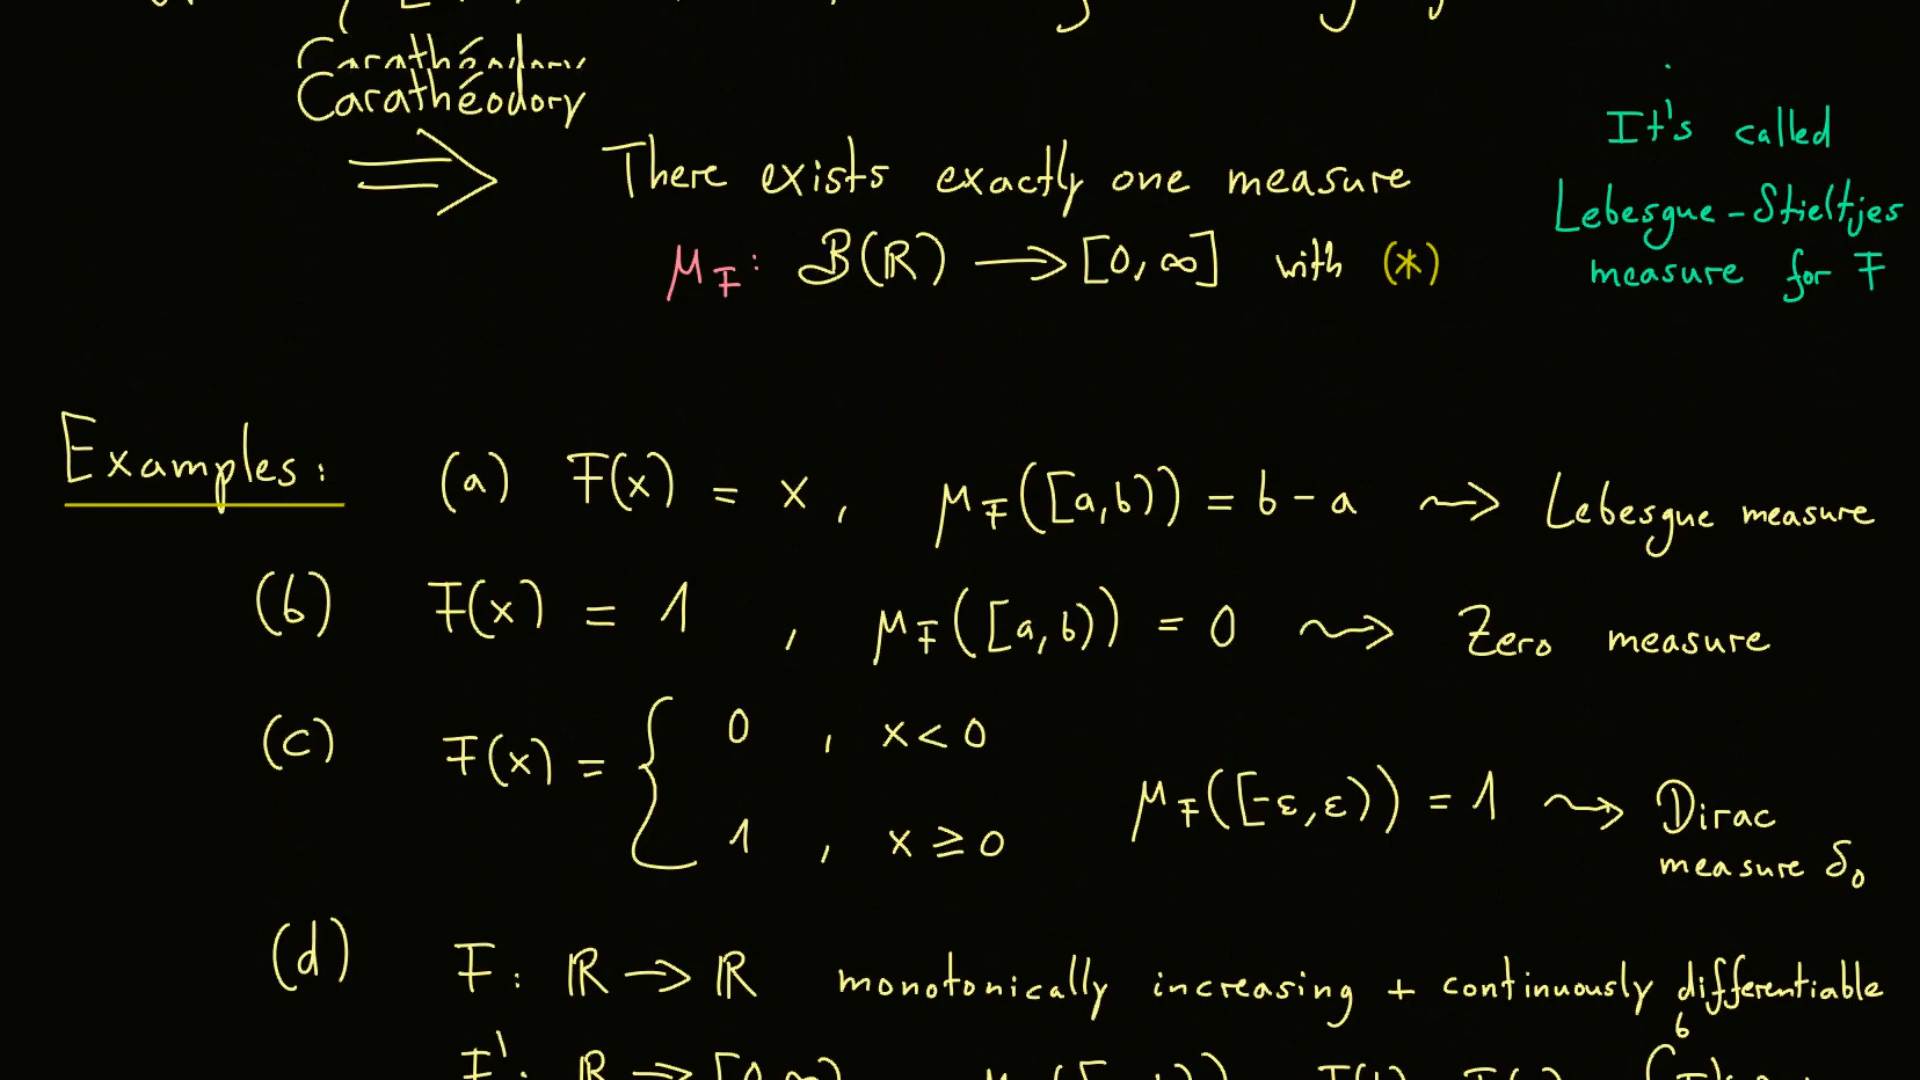 Carathéodory
Carathéodory
⟹ There exists exactly one measure
μ_F: 𝓑(ℝ) ⟶ [0,∞] with (*)
It's called
Lebesgue-Stieltjes
measure for F
Examples: (a) F(x) = x, μ_F([a,b)) = b-a ⇝ Lebesgue measure
(b) F(x) = 1, μ_F([a,b)) = 0 ⇝ Zero measure
(c) F(x) = { 0, x<0
1, x≥0
μ_F([-ε,ε)) = 1 ⇝ Dirac
measure δ₀
(d) F: ℝ ⟶ ℝ monotonically increasing + continuously differentiable